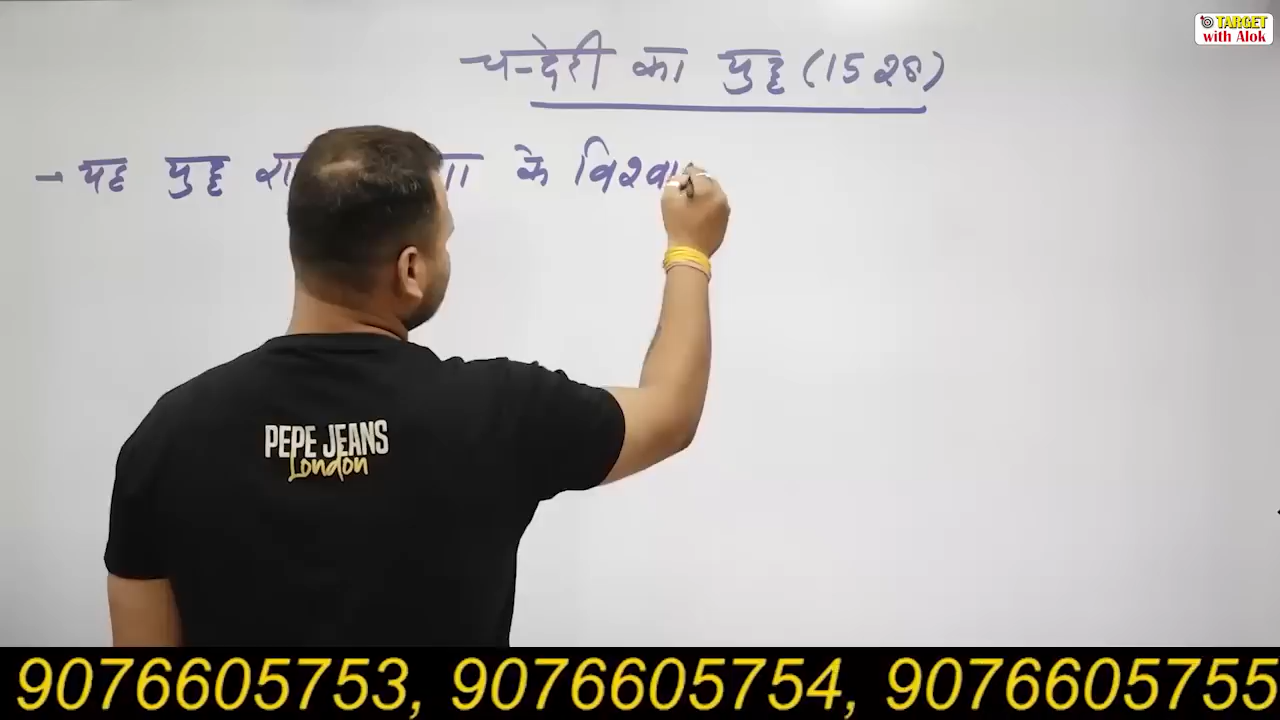 TARGET
with Alok
चन्देरी का युद्ध (1528)
- यह युद्ध के
PEPE JEANS
London
9076605753, 9076605754, 9076605755